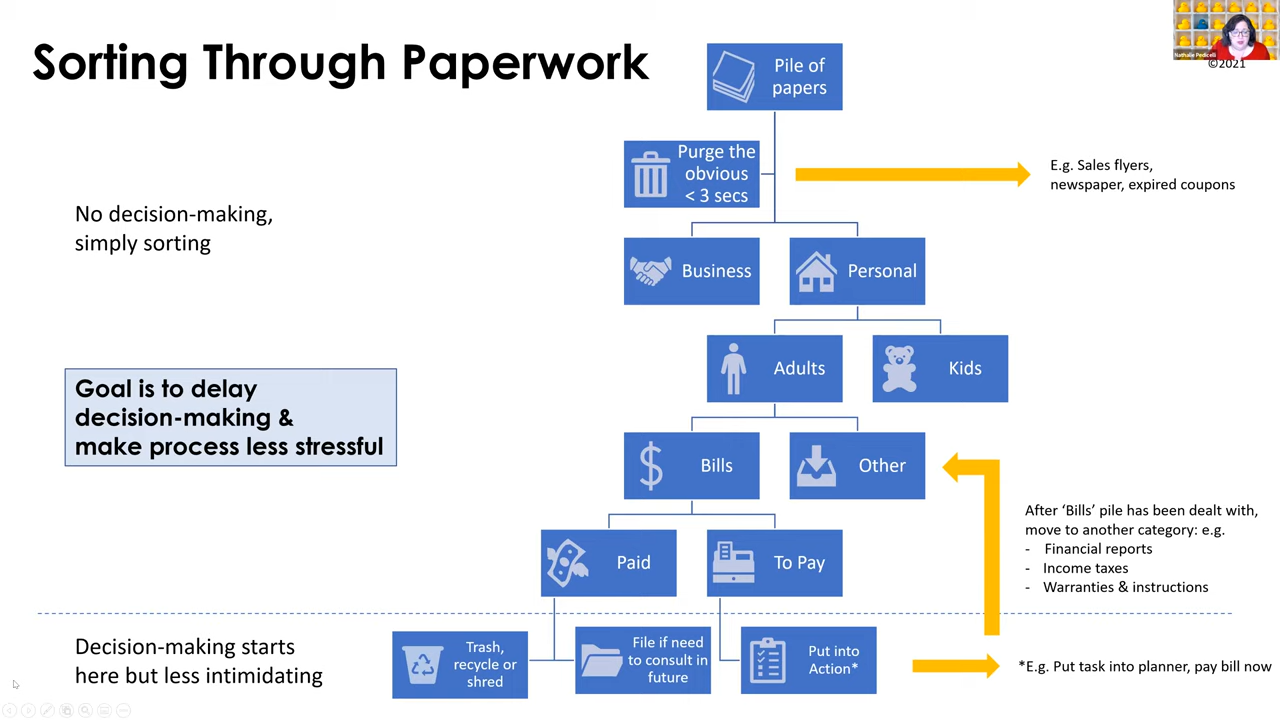 Sorting Through Paperwork
Nathalie Pedicelli
©2021
Pile of
papers
Purge the
obvious
< 3 secs
E.g. Sales flyers,
newspaper, expired coupons
No decision-making,
simply sorting
Business
Personal
Adults
Kids
Goal is to delay
decision-making &
make process less stressful
$
Bills
Other
After ‘Bills’ pile has been dealt with,
move to another category: e.g.
- Financial reports
- Income taxes
- Warranties & instructions
Paid
To Pay
Decision-making starts
here but less intimidating
Trash,
recycle or
shred
File if need
to consult in
future
Put into
Action*
*E.g. Put task into planner, pay bill now